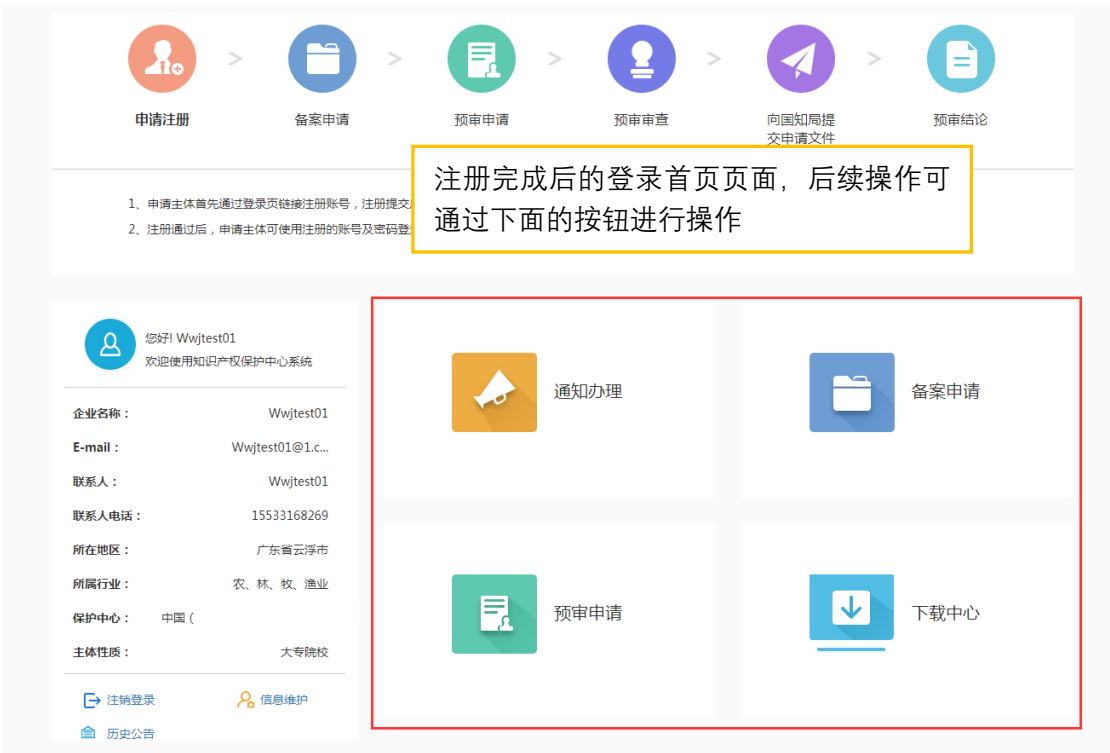 申请注册
备案申请
预审申请
预审审查
向国知局提
交申请文件
预审结论
注册完成后的登录首页页面，后续操作可
通过下面的按钮进行操作
1、申请主体首先通过登录页链接注册账号，注册提交
2、注册通过后，申请主体可使用注册的账号及密码登
您好! Wwjtest01
欢迎使用知识产权保护中心系统
企业名称： Wwjtest01
E-mail： Wwjtest01@1.c...
联系人： Wwjtest01
联系人电话： 15533168269
所在地区： 广东省云浮市
所属行业： 农、林、牧、渔业
保护中心： 中国（
主体性质： 大专院校
注销登录 信息维护
历史公告
通知办理
备案申请
预审申请
下载中心